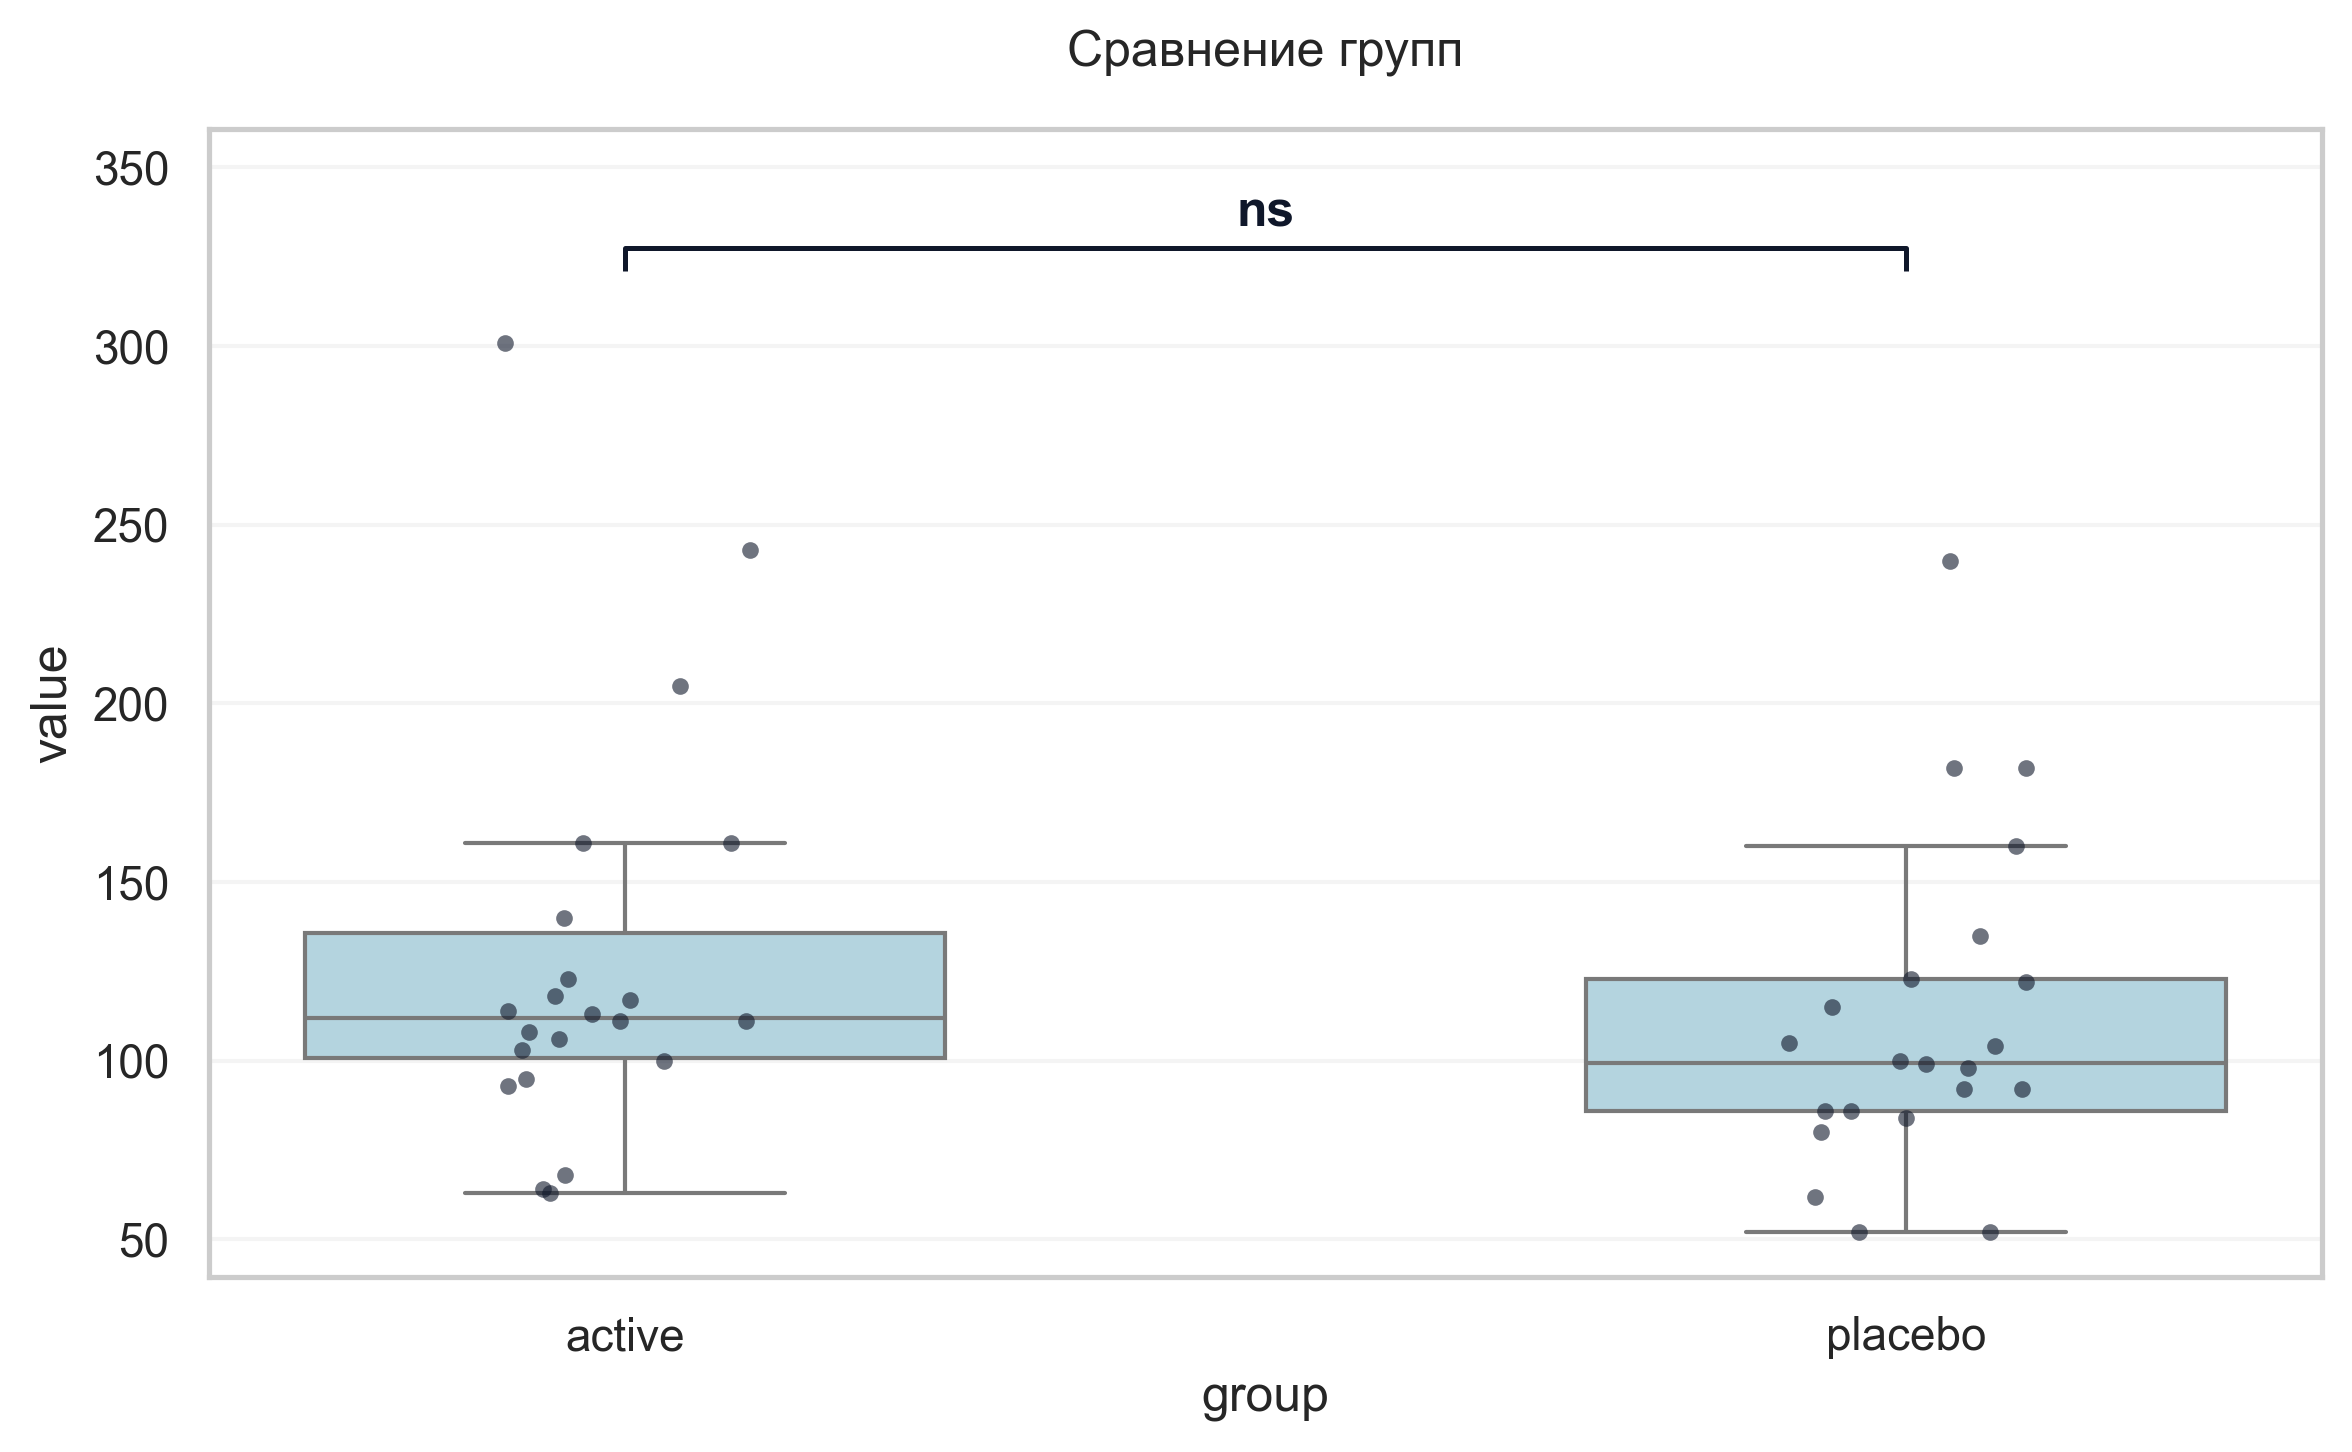 Сравнение групп
350
ns
300
250
200
150
100
50
value
active
placebo
group